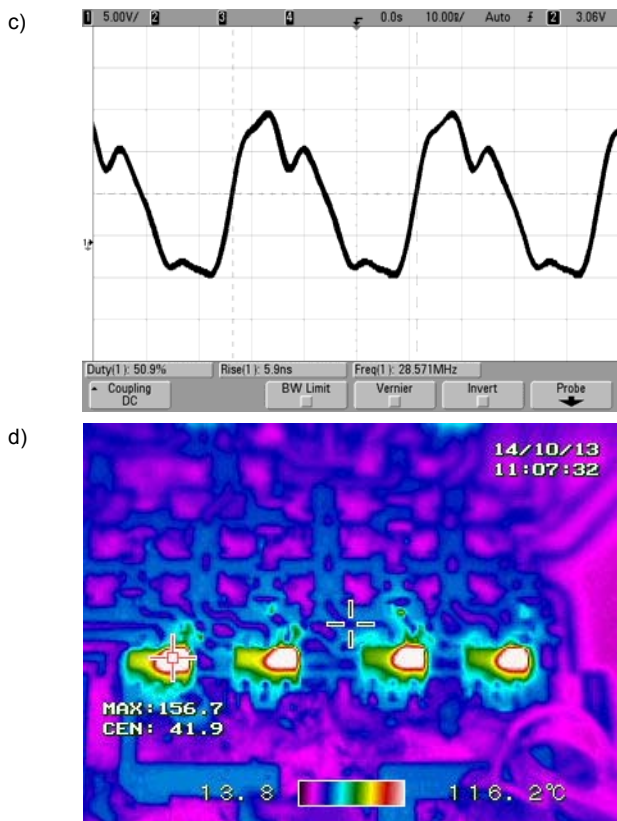 c)
1 5.00V/ 2 3 4 0.0s 10.00ns/ Auto 2 3.06V
1
Duty(1): 50.9% Rise(1): 5.9ns Freq(1): 28.571MHz
Coupling
DC
BW Limit
Vernier
Invert
Probe
d)
14/10/13
11:07:32
MAX:156.7
CEN: 41.9
13.8 116.2℃